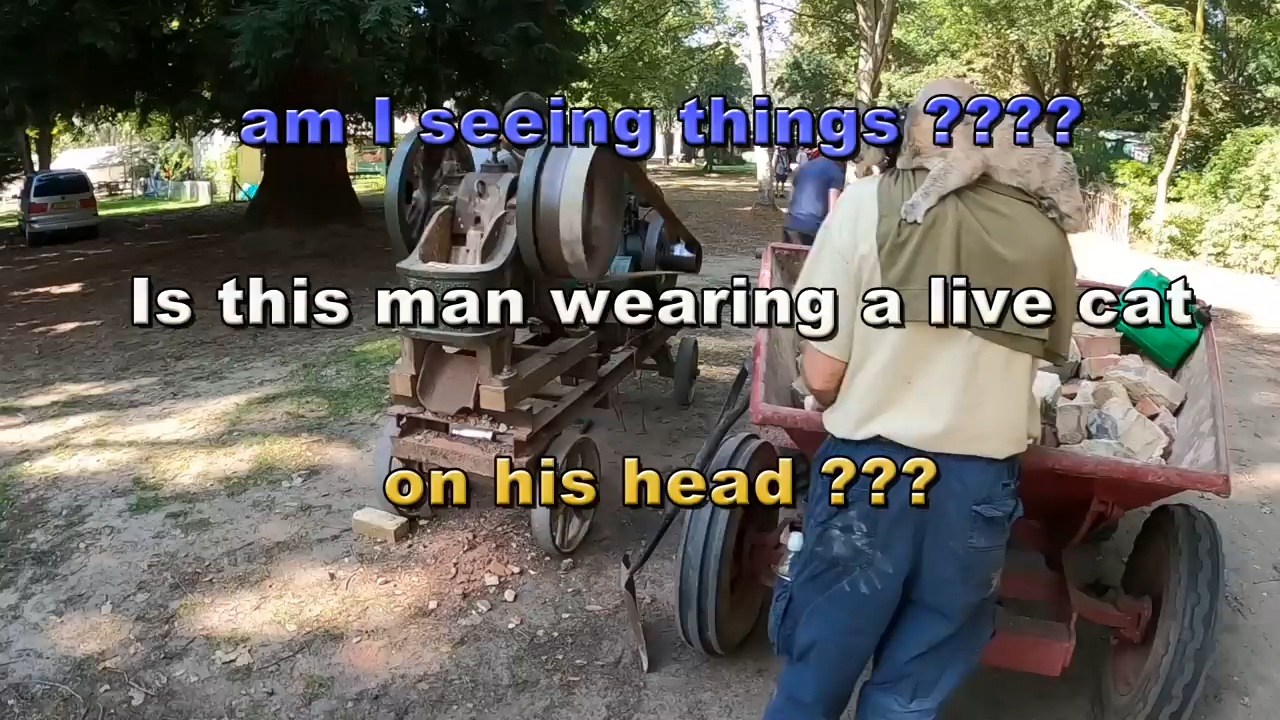 am I seeing things ????
Is this man wearing a live cat
on his head ???